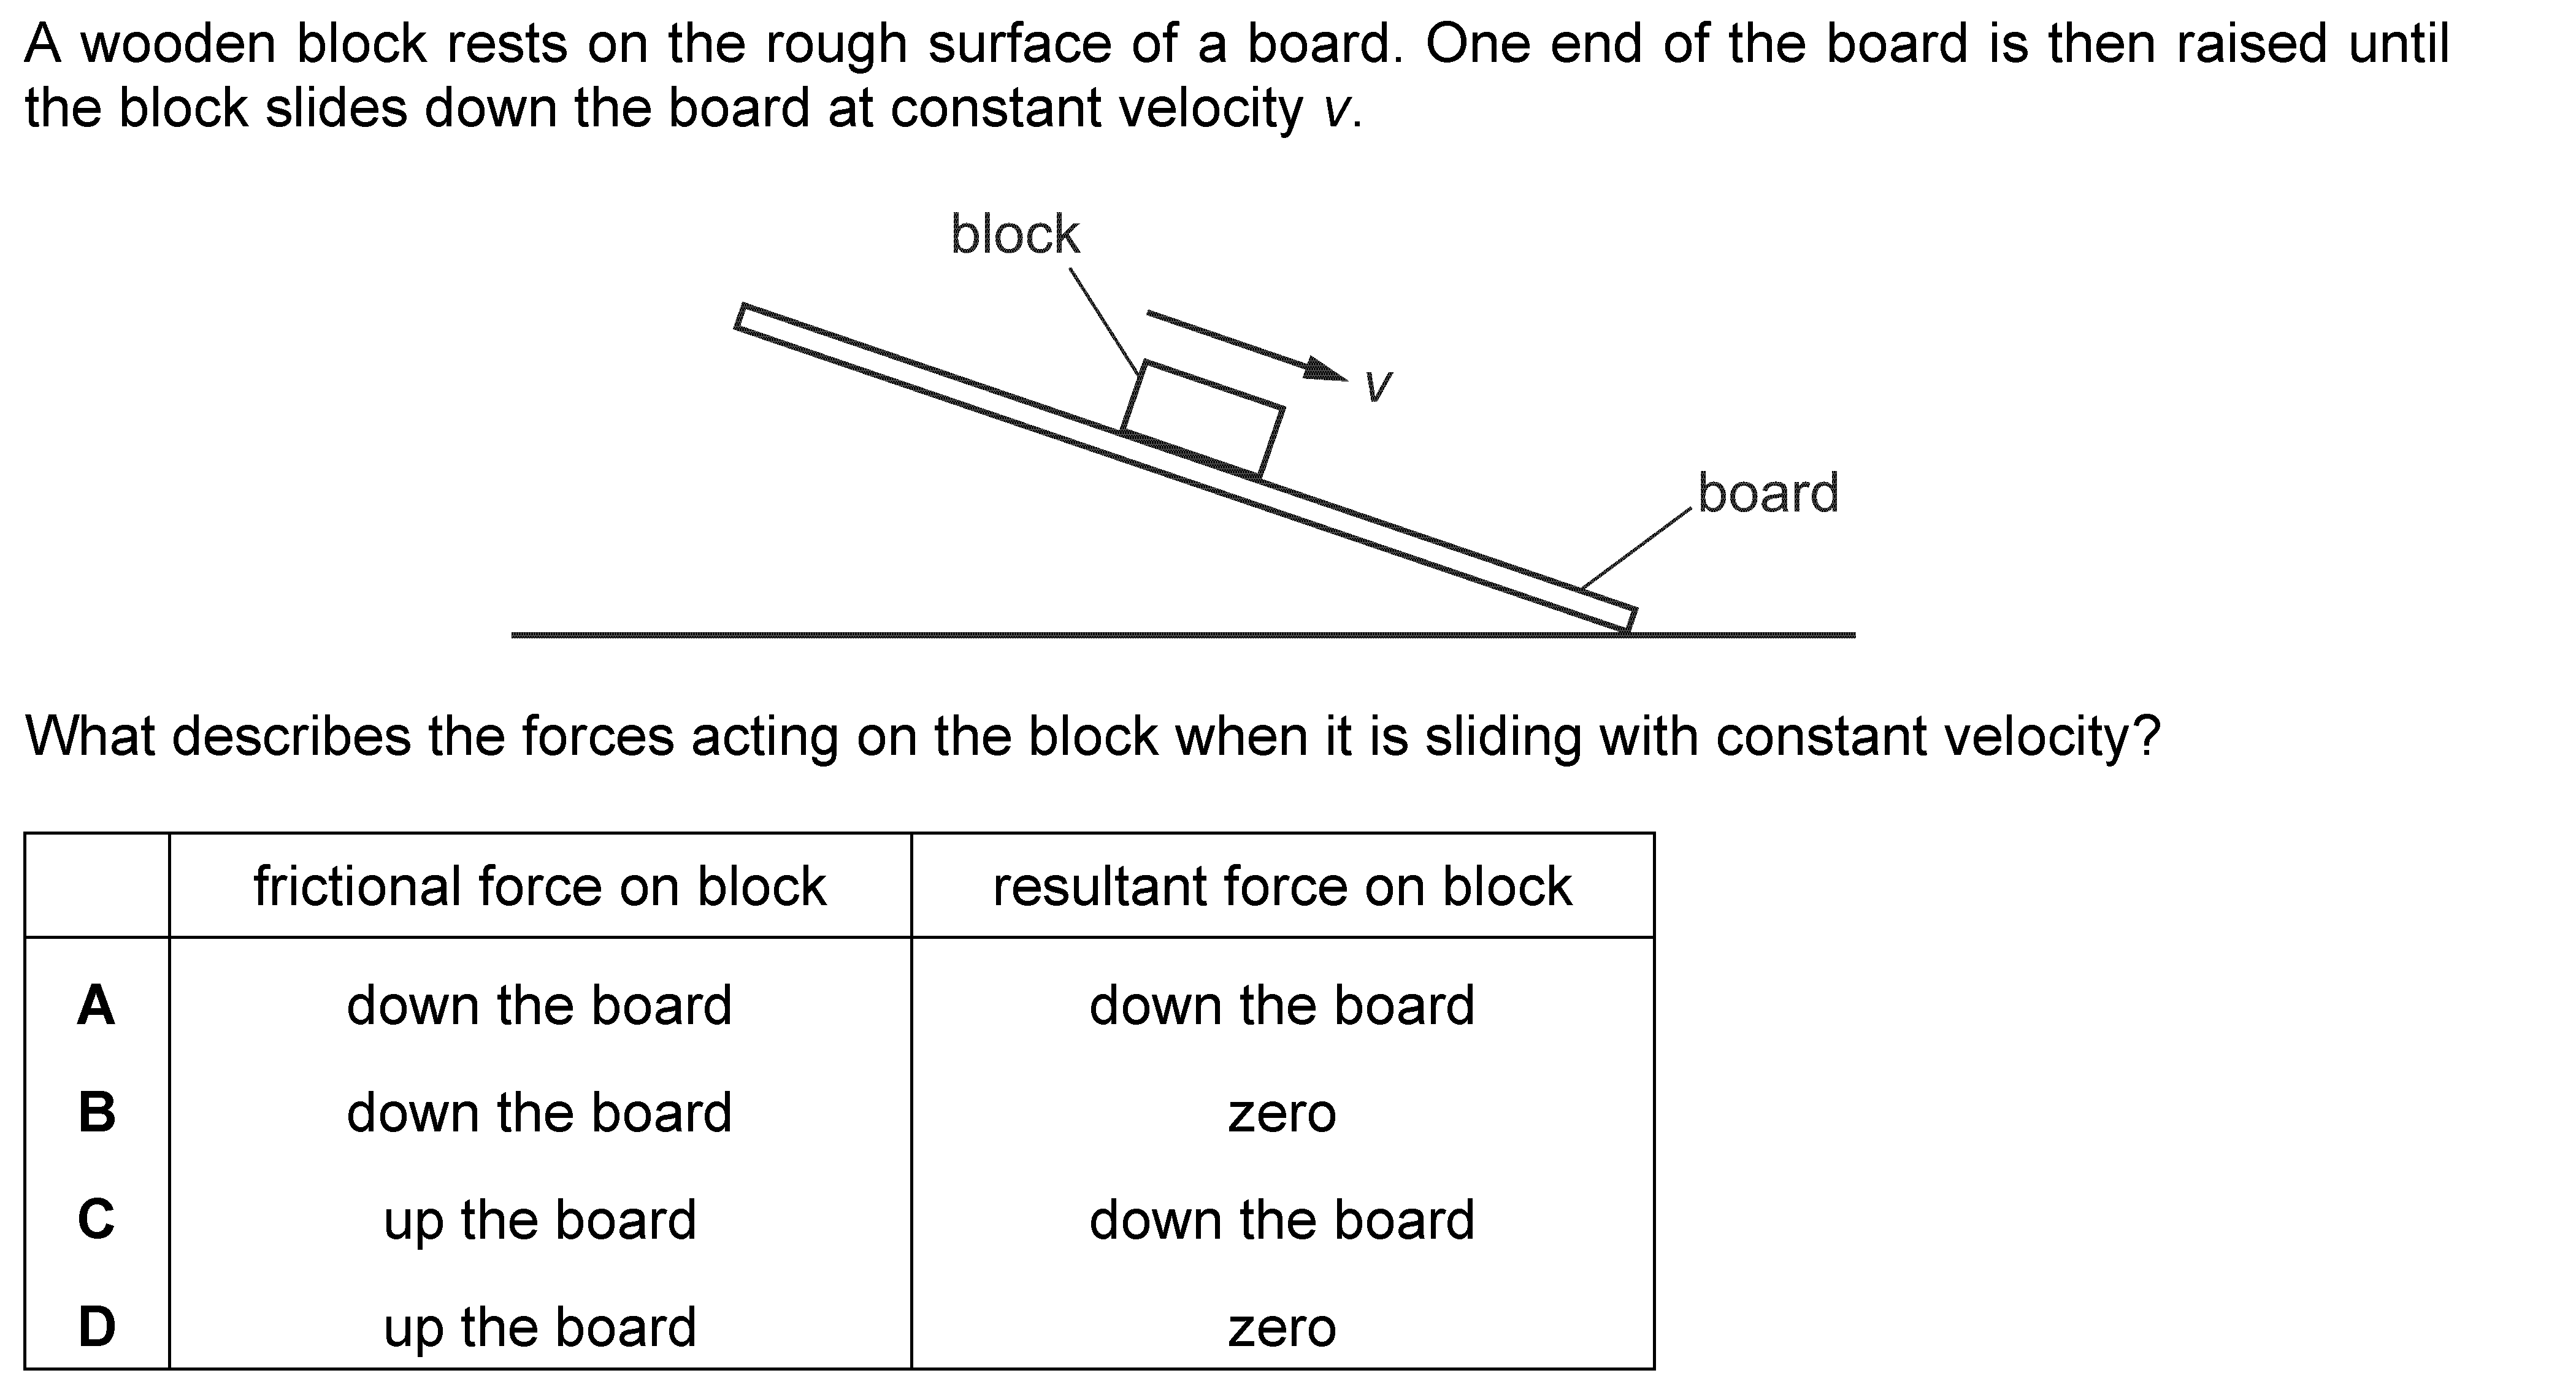 A wooden block rests on the rough surface of a board. One end of the board is then raised until
the block slides down the board at constant velocity v.
block
v
board
What describes the forces acting on the block when it is sliding with constant velocity?
frictional force on block resultant force on block
A down the board down the board
B down the board zero
C up the board down the board
D up the board zero